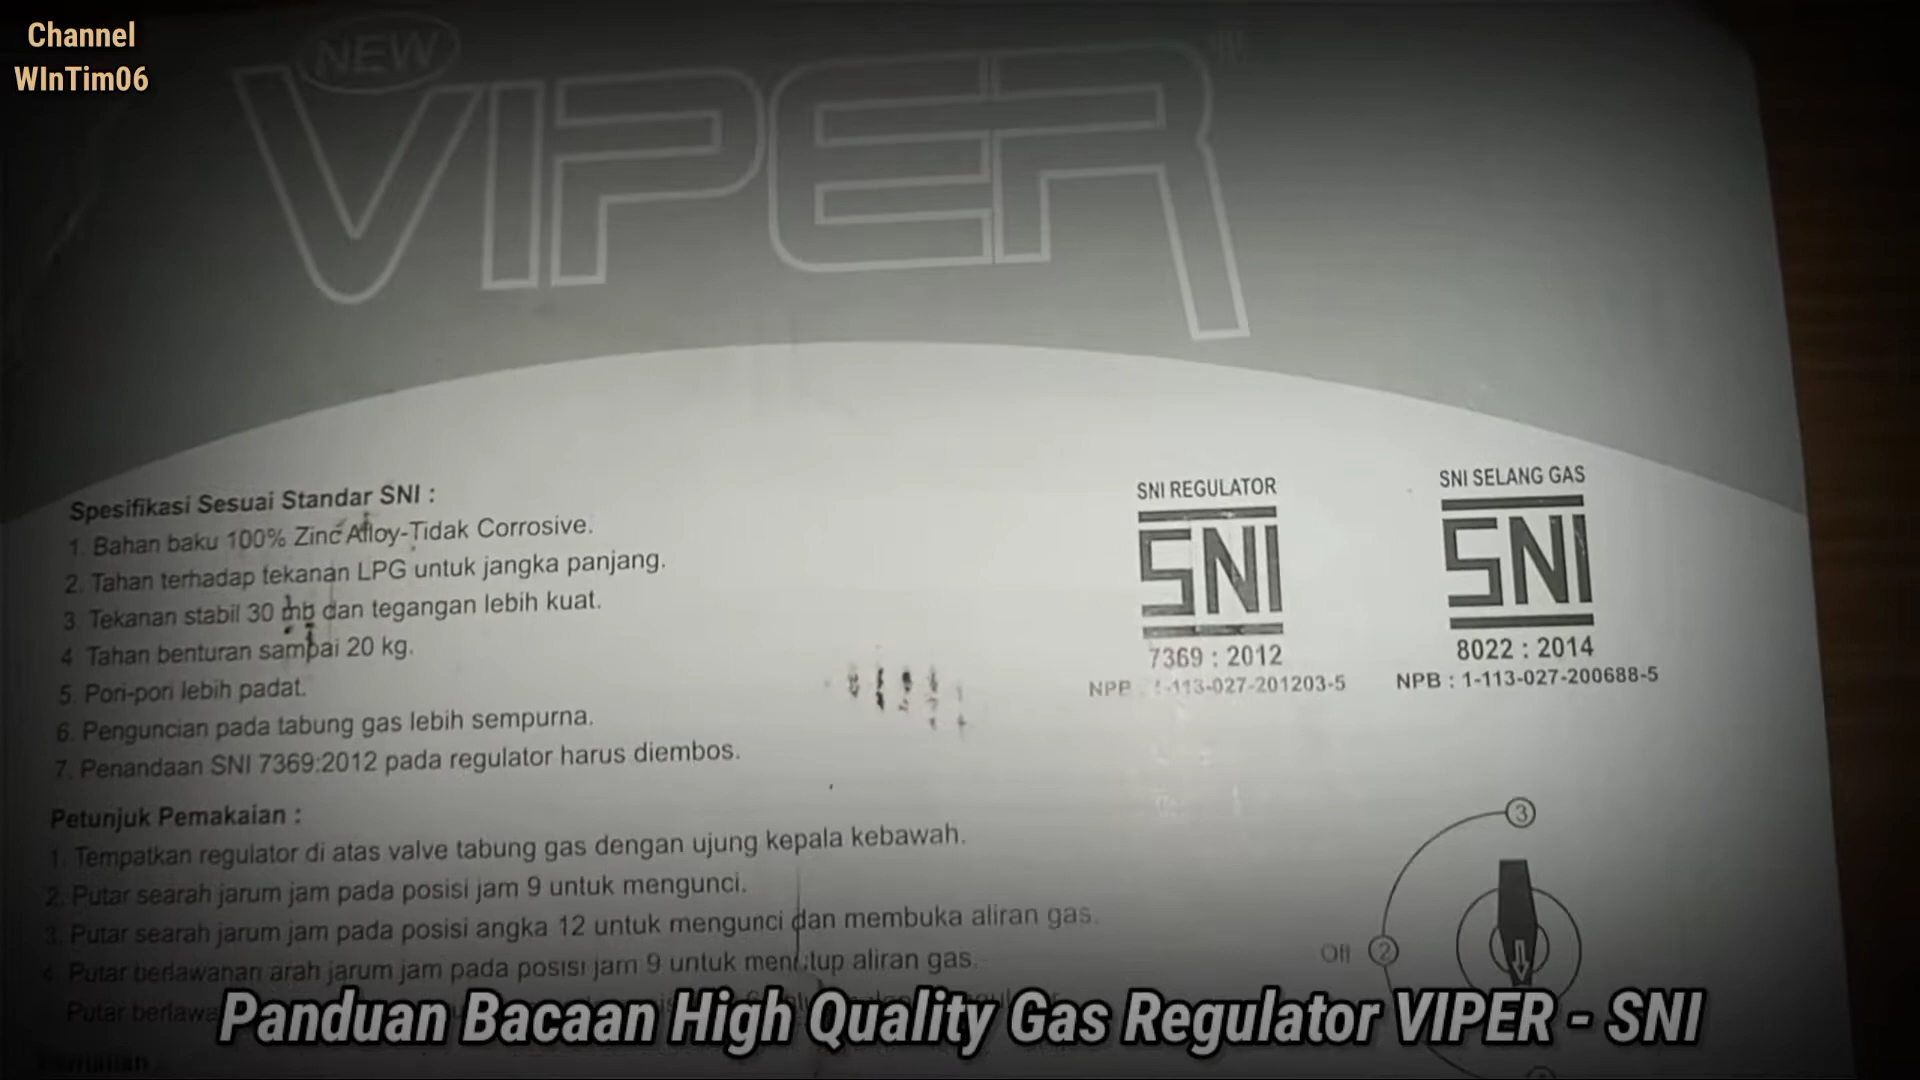 Channel
WInTim06
NEW
VIPER
Spesifikasi Sesuai Standar SNI :
1. Bahan baku 100% Zinc Alloy-Tidak Corrosive.
2. Tahan terhadap tekanan LPG untuk jangka panjang.
3. Tekanan stabil 30 mb dan tegangan lebih kuat.
4. Tahan benturan sampai 20 kg.
5. Pori-pori lebih padat.
6. Penguncian pada tabung gas lebih sempurna.
7. Penandaan SNI 7369:2012 pada regulator harus diembos.
SNI REGULATOR
SNI
7369 : 2012
NPB : 1-113-027-201203-5
SNI SELANG GAS
SNI
8022 : 2014
NPB : 1-113-027-200688-5
Petunjuk Pemakaian :
1. Tempatkan regulator di atas valve tabung gas dengan ujung kepala kebawah.
2. Putar searah jarum jam pada posisi jam 9 untuk mengunci.
3. Putar searah jarum jam pada posisi angka 12 untuk mengunci dan membuka aliran gas.
4. Putar berlawanan arah jarum jam pada posisi jam 9 untuk menutup aliran gas.
Putar
3
Off 2
Panduan Bacaan High Quality Gas Regulator VIPER - SNI